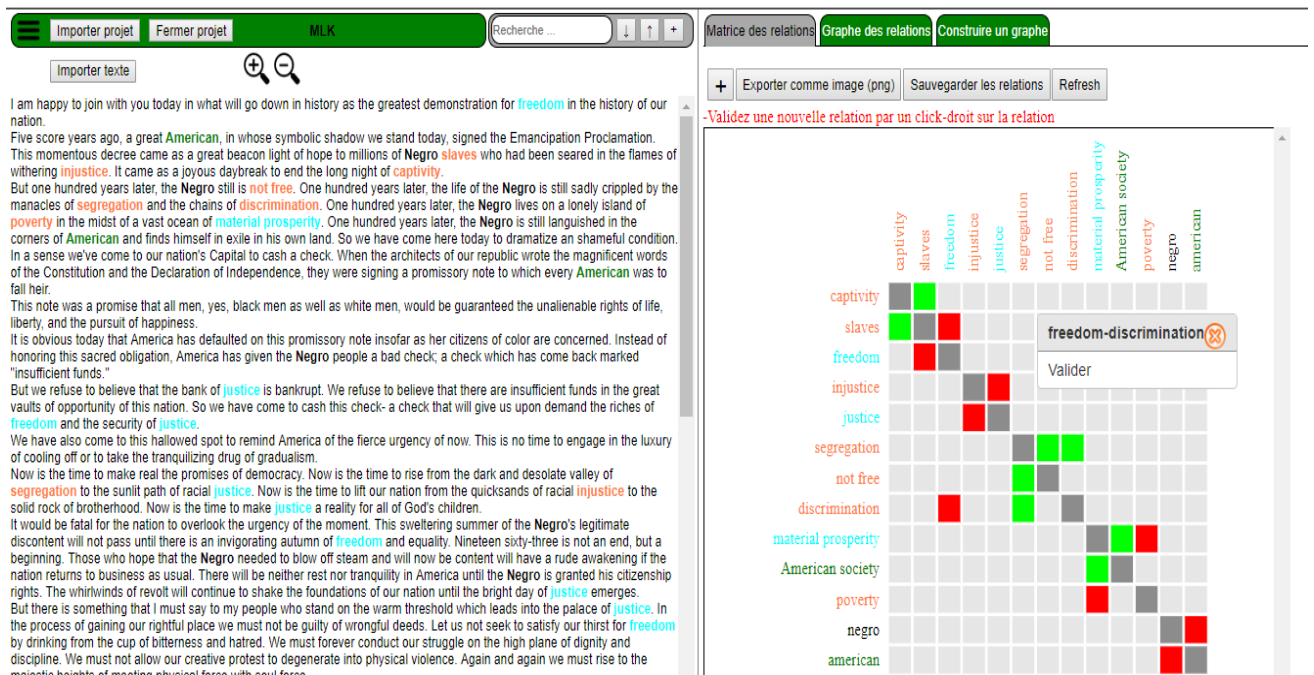 Importer projet Fermer projet MLK Recherche ... ↓ ↑ +
Importer texte
I am happy to join with you today in what will go down in history as the greatest demonstration for freedom in the history of our
nation.
Five score years ago, a great American, in whose symbolic shadow we stand today, signed the Emancipation Proclamation.
This momentous decree came as a great beacon light of hope to millions of Negro slaves who had been seared in the flames of
withering injustice. It came as a joyous daybreak to end the long night of captivity.
But one hundred years later, the Negro still is not free. One hundred years later, the life of the Negro is still sadly crippled by the
manacles of segregation and the chains of discrimination. One hundred years later, the Negro lives on a lonely island of
poverty in the midst of a vast ocean of material prosperity. One hundred years later, the Negro is still languished in the
corners of American and finds himself in exile in his own land. So we have come here today to dramatize an shameful condition.
In a sense we've come to our nation's Capital to cash a check. When the architects of our republic wrote the magnificent words
of the Constitution and the Declaration of Independence, they were signing a promissory note to which every American was to
fall heir.
This note was a promise that all men, yes, black men as well as white men, would be guaranteed the unalienable rights of life,
liberty, and the pursuit of happiness.
It is obvious today that America has defaulted on this promissory note insofar as her citizens of color are concerned. Instead of
honoring this sacred obligation, America has given the Negro people a bad check; a check which has come back marked
"insufficient funds."
But we refuse to believe that the bank of justice is bankrupt. We refuse to believe that there are insufficient funds in the great
vaults of opportunity of this nation. So we have come to cash this check- a check that will give us upon demand the riches of
freedom and the security of justice.
We have also come to this hallowed spot to remind America of the fierce urgency of now. This is no time to engage in the luxury
of cooling off or to take the tranquilizing drug of gradualism.
Now is the time to make real the promises of democracy. Now is the time to rise from the dark and desolate valley of
segregation to the sunlit path of racial justice. Now is the time to lift our nation from the quicksands of racial injustice to the
solid rock of brotherhood. Now is the time to make justice a reality for all of God's children.
It would be fatal for the nation to overlook the urgency of the moment. This sweltering summer of the Negro's legitimate
discontent will not pass until there is an invigorating autumn of freedom and equality. Nineteen sixty-three is not an end, but a
beginning. Those who hope that the Negro needed to blow off steam and will now be content will have a rude awakening if the
nation returns to business as usual. There will be neither rest nor tranquility in America until the Negro is granted his citizenship
rights. The whirlwinds of revolt will continue to shake the foundations of our nation until the bright day of justice emerges.
But there is something that I must say to my people who stand on the warm threshold which leads into the palace of justice. In
the process of gaining our rightful place we must not be guilty of wrongful deeds. Let us not seek to satisfy our thirst for freedom
by drinking from the cup of bitterness and hatred. We must forever conduct our struggle on the high plane of dignity and
discipline. We must not allow our creative protest to degenerate into physical violence. Again and again we must rise to the
majestic heights of meeting physical force with soul force.
Matrice des relations Graphe des relations Construire un graphe
+ Exporter comme image (png) Sauvegarder les relations Refresh
-Validez une nouvelle relation par un click-droit sur la relation
captivity
slaves
freedom
injustice
justice
segregation
not free
discrimination
material prosperity
American society
poverty
negro
american
captivity
slaves
freedom
injustice
justice
segregation
not free
discrimination
material prosperity
American society
poverty
negro
american
freedom-discrimination
Valider